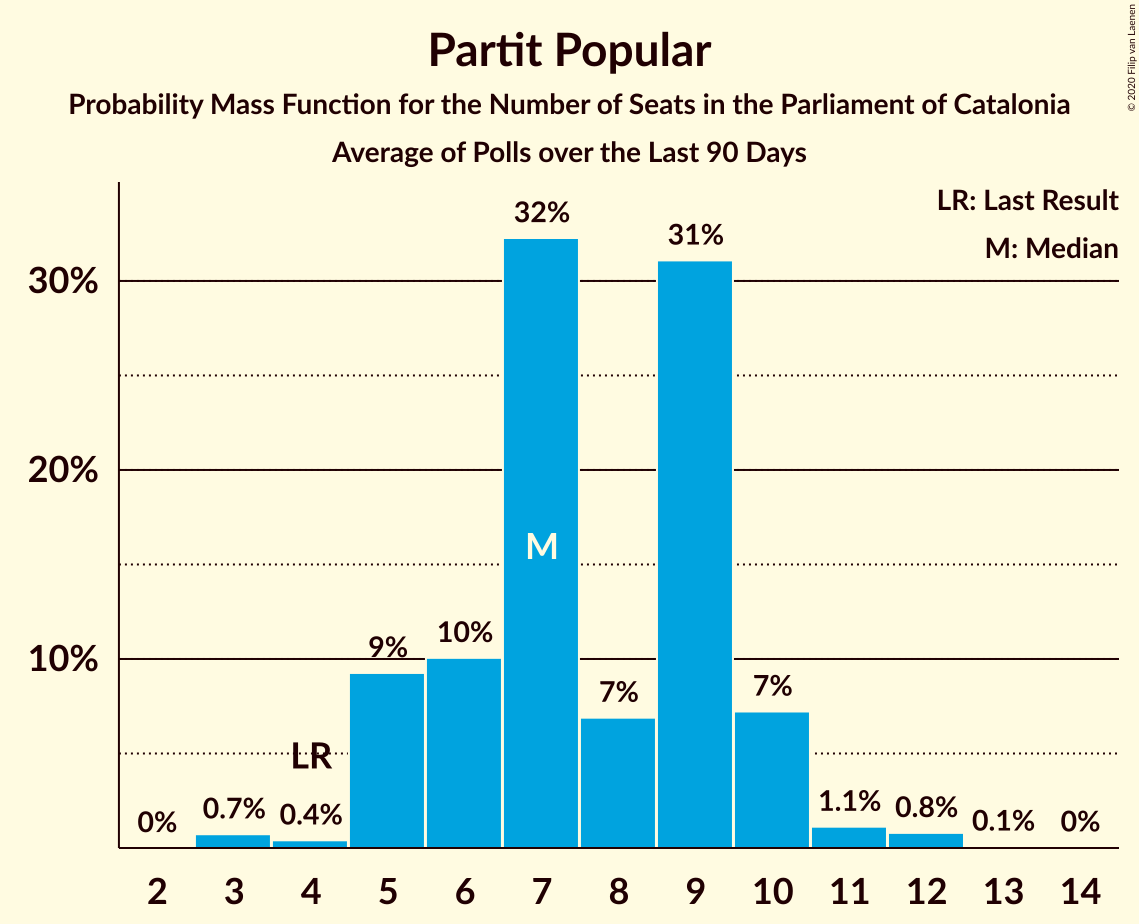 Partit Popular
Probability Mass Function for the Number of Seats in the Parliament of Catalonia
Average of Polls over the Last 90 Days
© 2020 Filip van Laenen
LR: Last Result
M: Median
30%
20%
10%
0%
0.7%
0.4%
LR
9%
10%
32%
M
7%
31%
7%
1.1%
0.8%
0.1%
0%
2 3 4 5 6 7 8 9 10 11 12 13 14